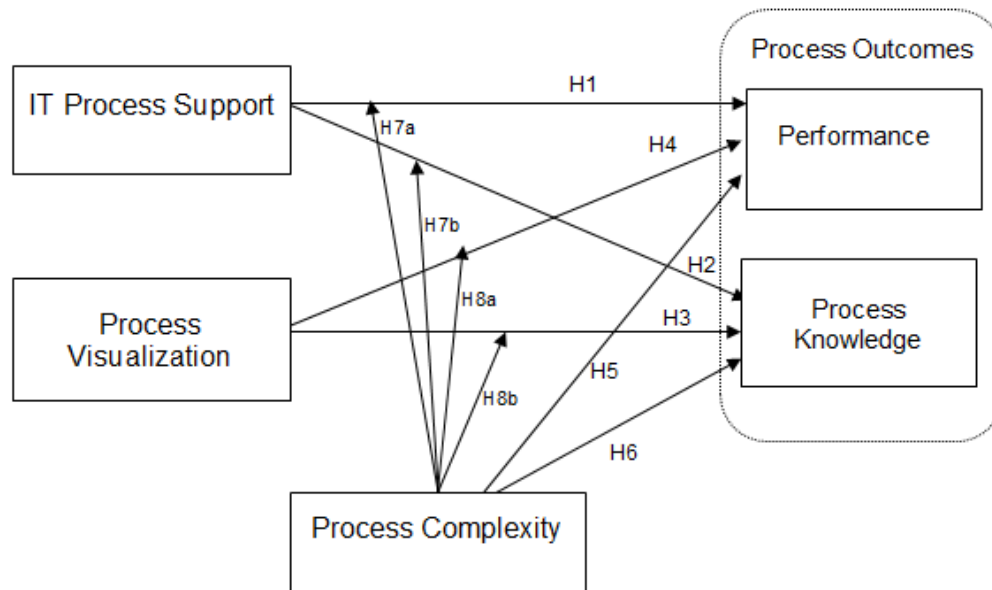 Process Outcomes
IT Process Support
H1
Performance
H7a
H4
H7b
H2
H8a
Process
Visualization
H3
Process
Knowledge
H5
H8b
H6
Process Complexity